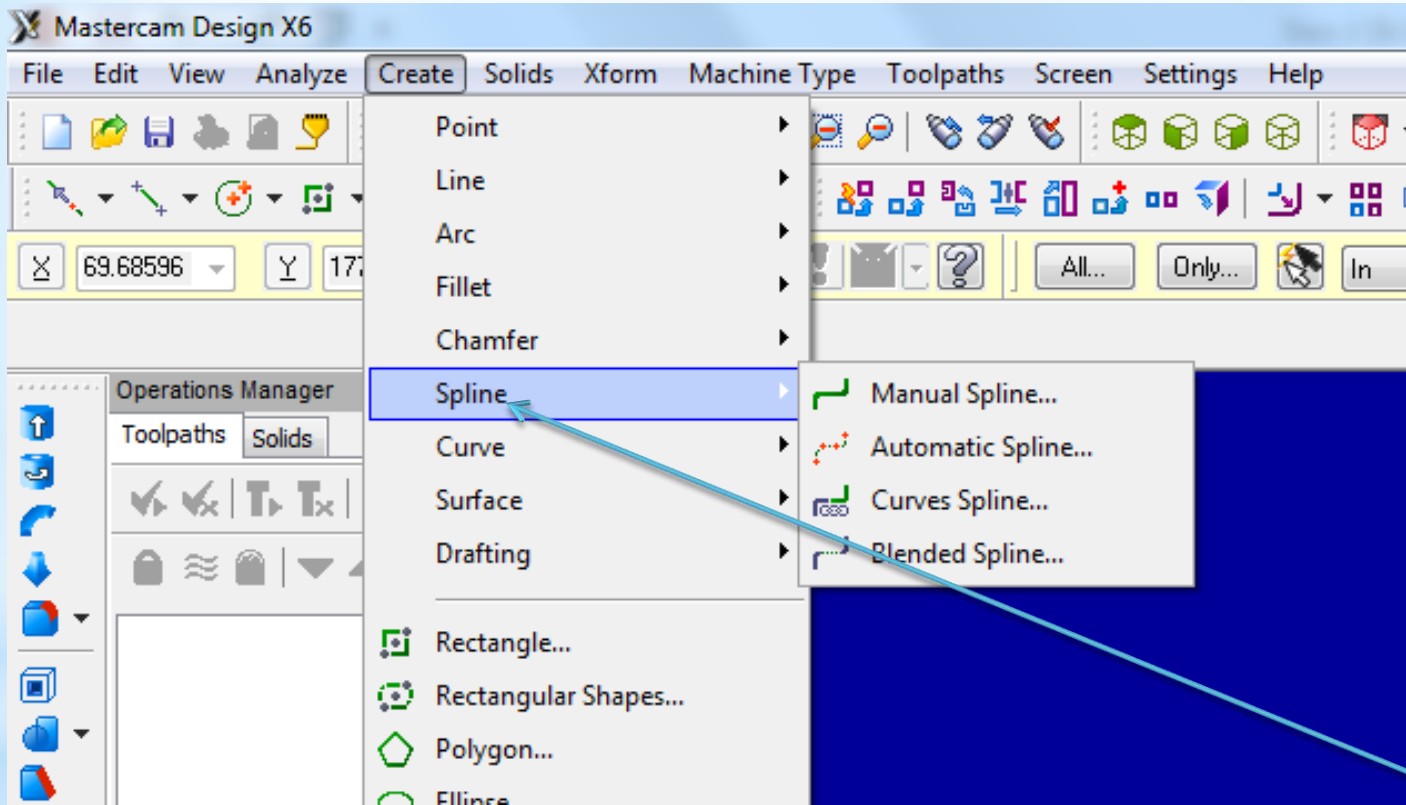 Mastercam Design X6
File Edit View Analyze Create Solids Xform Machine Type Toolpaths Screen Settings Help
Point
Line
Arc
X 69.68596 Y 177
All... Only... In
Fillet
Chamfer
Operations Manager
Toolpaths Solids
Spline
Curve
Surface
Drafting
Manual Spline...
Automatic Spline...
Curves Spline...
Blended Spline...
Rectangle...
Rectangular Shapes...
Polygon...
Ellipse